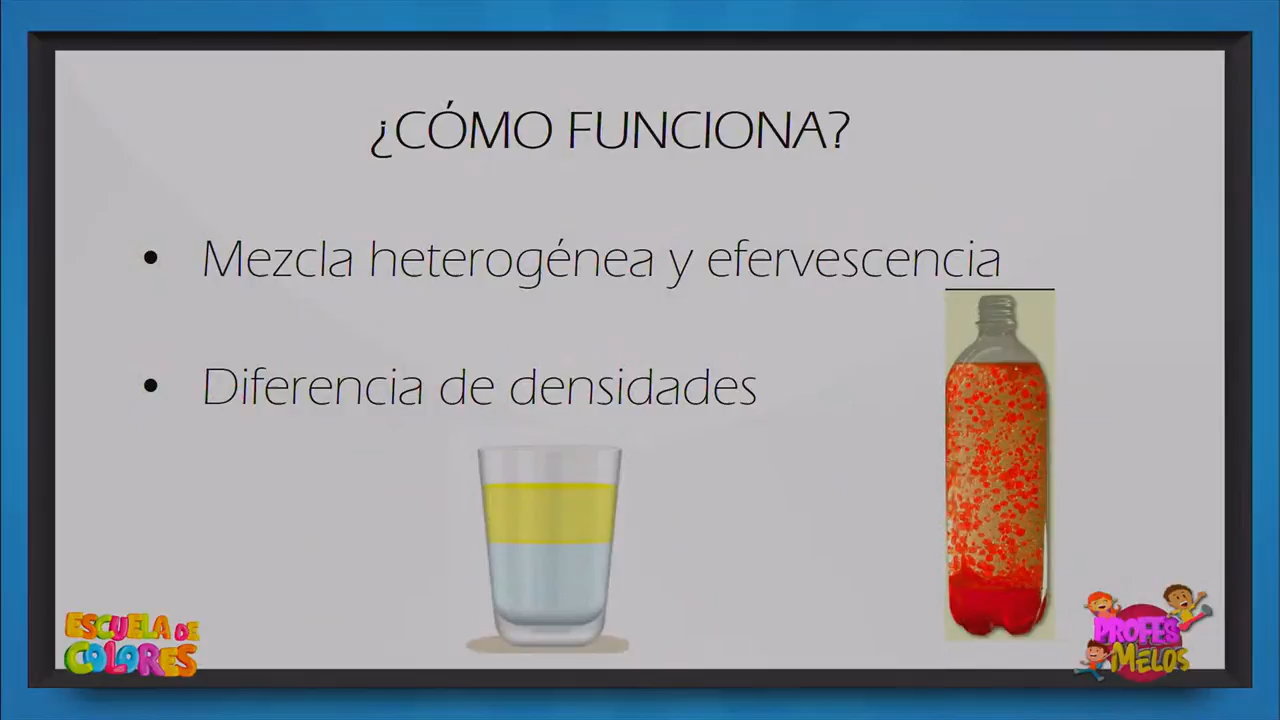 ¿CÓMO FUNCIONA?
• Mezcla heterogénea y efervescencia
• Diferencia de densidades
ESCUELA DE
COLORES
PROFES
MELOS